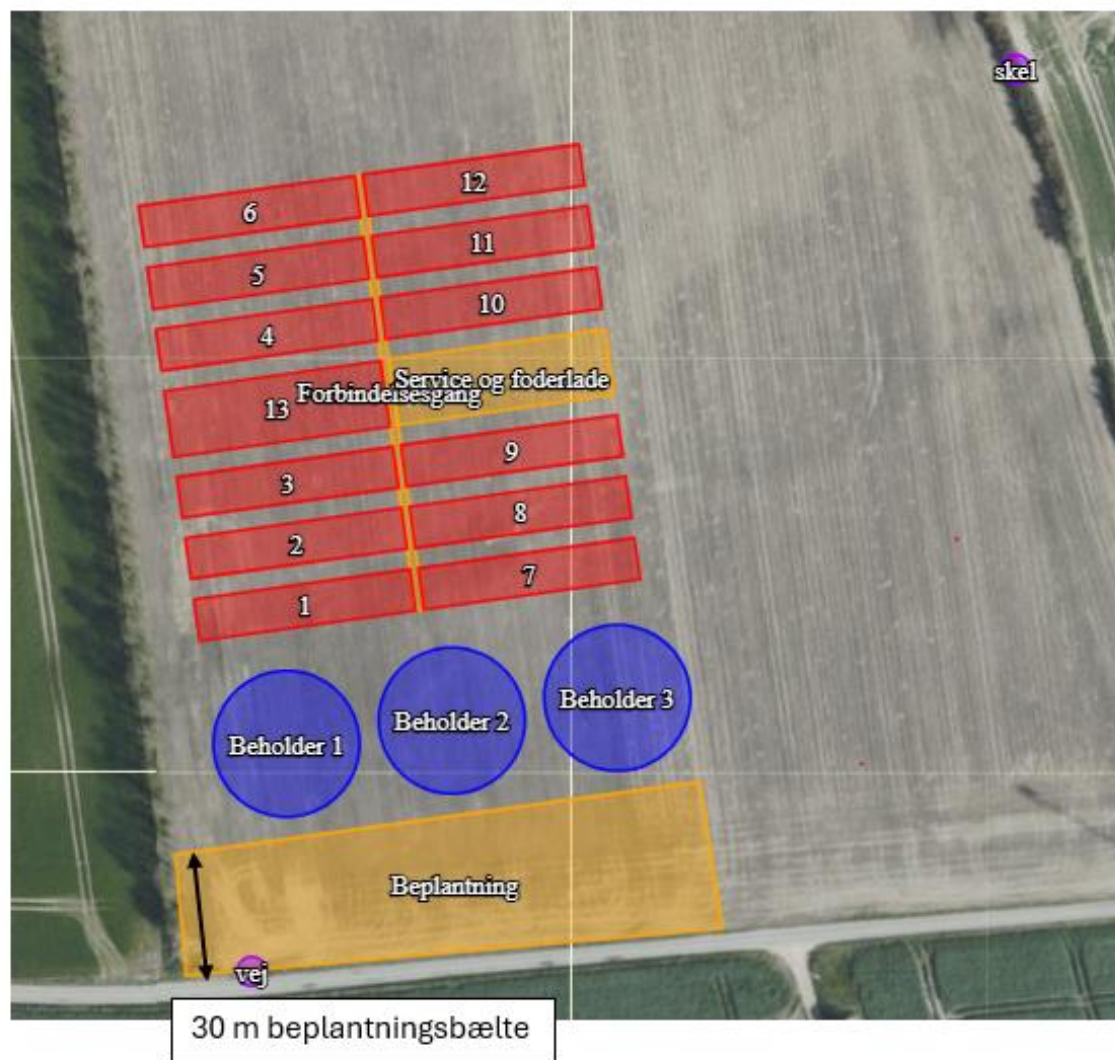 skel
12
6
11
5
10
4
Service og foderlade
Forbindelsesgang
13
9
3
8
2
7
1
Beholder 3
Beholder 2
Beholder 1
Beplantning
vej
30 m beplantningsbælte